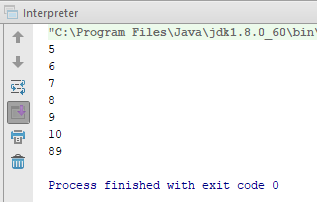 Interpreter
"C:\Program Files\Java\jdk1.8.0_60\bin\
5
6
7
8
9
10
89
Process finished with exit code 0